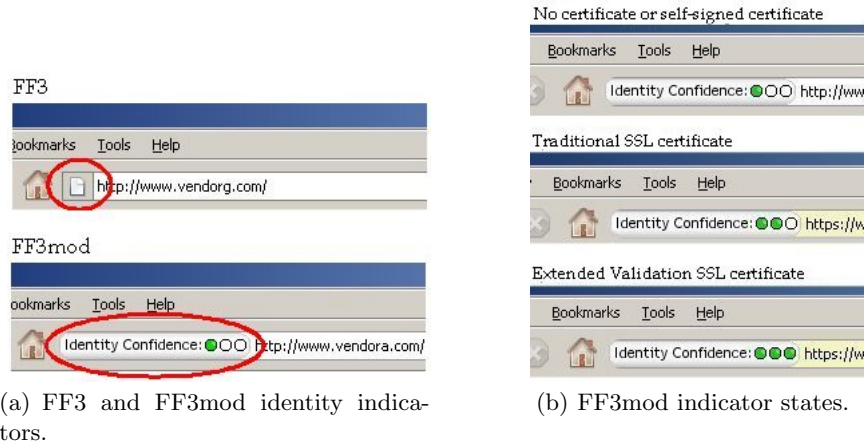 FF3
Bookmarks Tools Help
http://www.vendorg.com/
FF3mod
ookmarks Tools Help
Identity Confidence: http://www.vendora.com/
(a) FF3 and FF3mod identity indica-
tors.
No certificate or self-signed certificate
Bookmarks Tools Help
Identity Confidence: http://ww
Traditional SSL certificate
Bookmarks Tools Help
Identity Confidence: https://w
Extended Validation SSL certificate
Bookmarks Tools Help
Identity Confidence: https://w
(b) FF3mod indicator states.